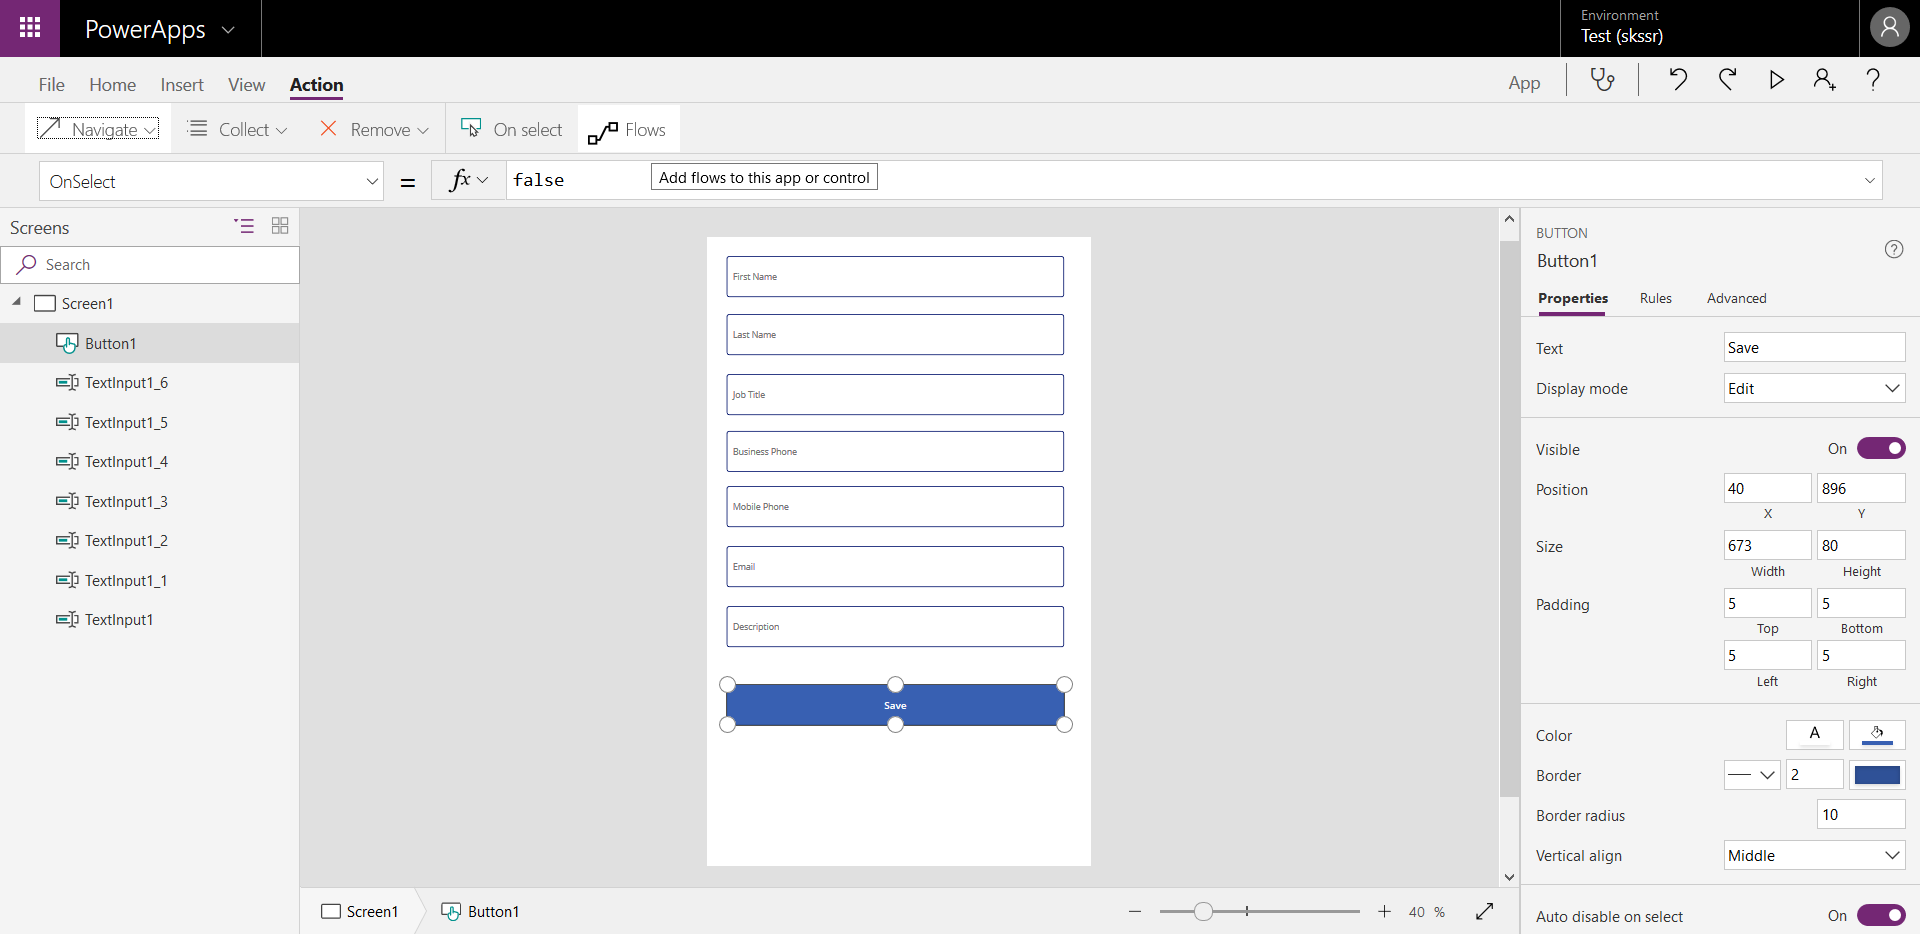 PowerApps
Environment
Test (skssr)
File Home Insert View Action
App
Navigate Collect Remove On select Flows
OnSelect = fx false
Add flows to this app or control
Screens
Search
Screen1
Button1
TextInput1_6
TextInput1_5
TextInput1_4
TextInput1_3
TextInput1_2
TextInput1_1
TextInput1
First Name
Last Name
Job Title
Business Phone
Mobile Phone
Email
Description
Save
Screen1 Button1
40 %
BUTTON
Button1
Properties Rules Advanced
Text Save
Display mode Edit
Visible On
Position 40 896
X Y
Size 673 80
Width Height
Padding 5 5
Top Bottom
5 5
Left Right
Color A
Border 2
Border radius 10
Vertical align Middle
Auto disable on select On